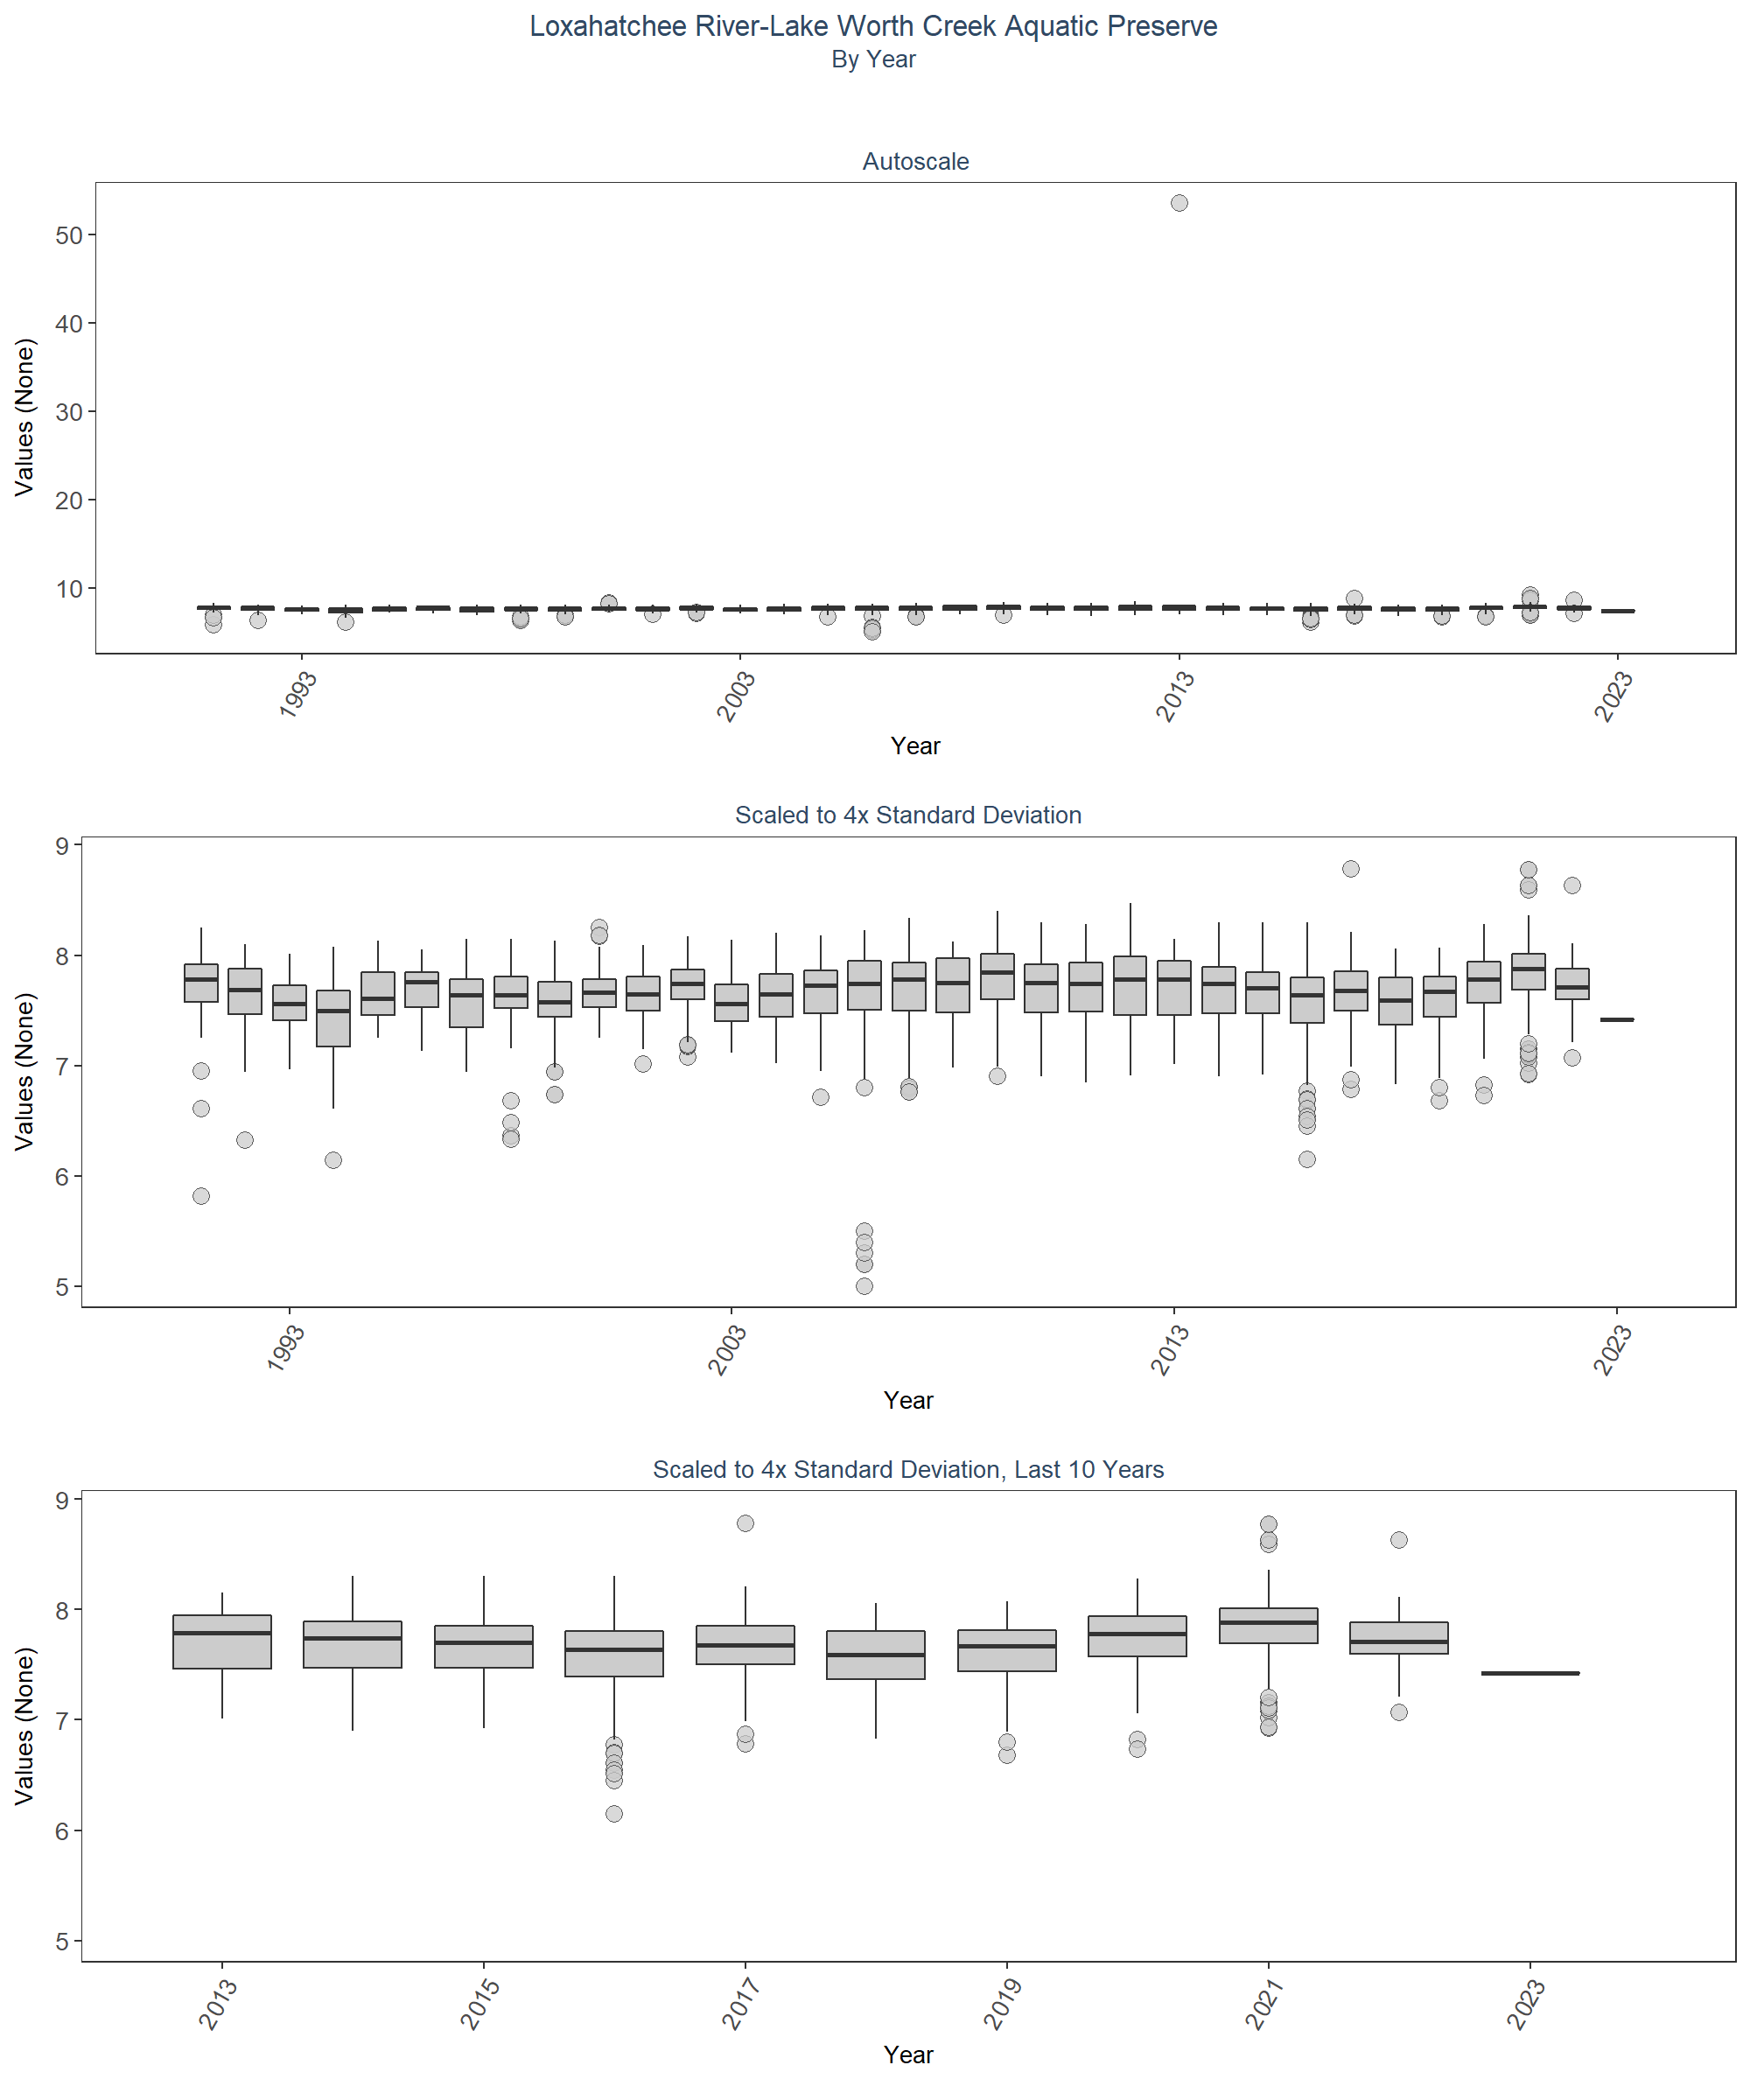 Loxahatchee River-Lake Worth Creek Aquatic Preserve
By Year
Autoscale
Values (None)
50
40
30
20
10
1993
2003
2013
2023
Year
Scaled to 4x Standard Deviation
Values (None)
9
8
7
6
5
1993
2003
2013
2023
Year
Scaled to 4x Standard Deviation, Last 10 Years
Values (None)
9
8
7
6
5
2013
2015
2017
2019
2021
2023
Year